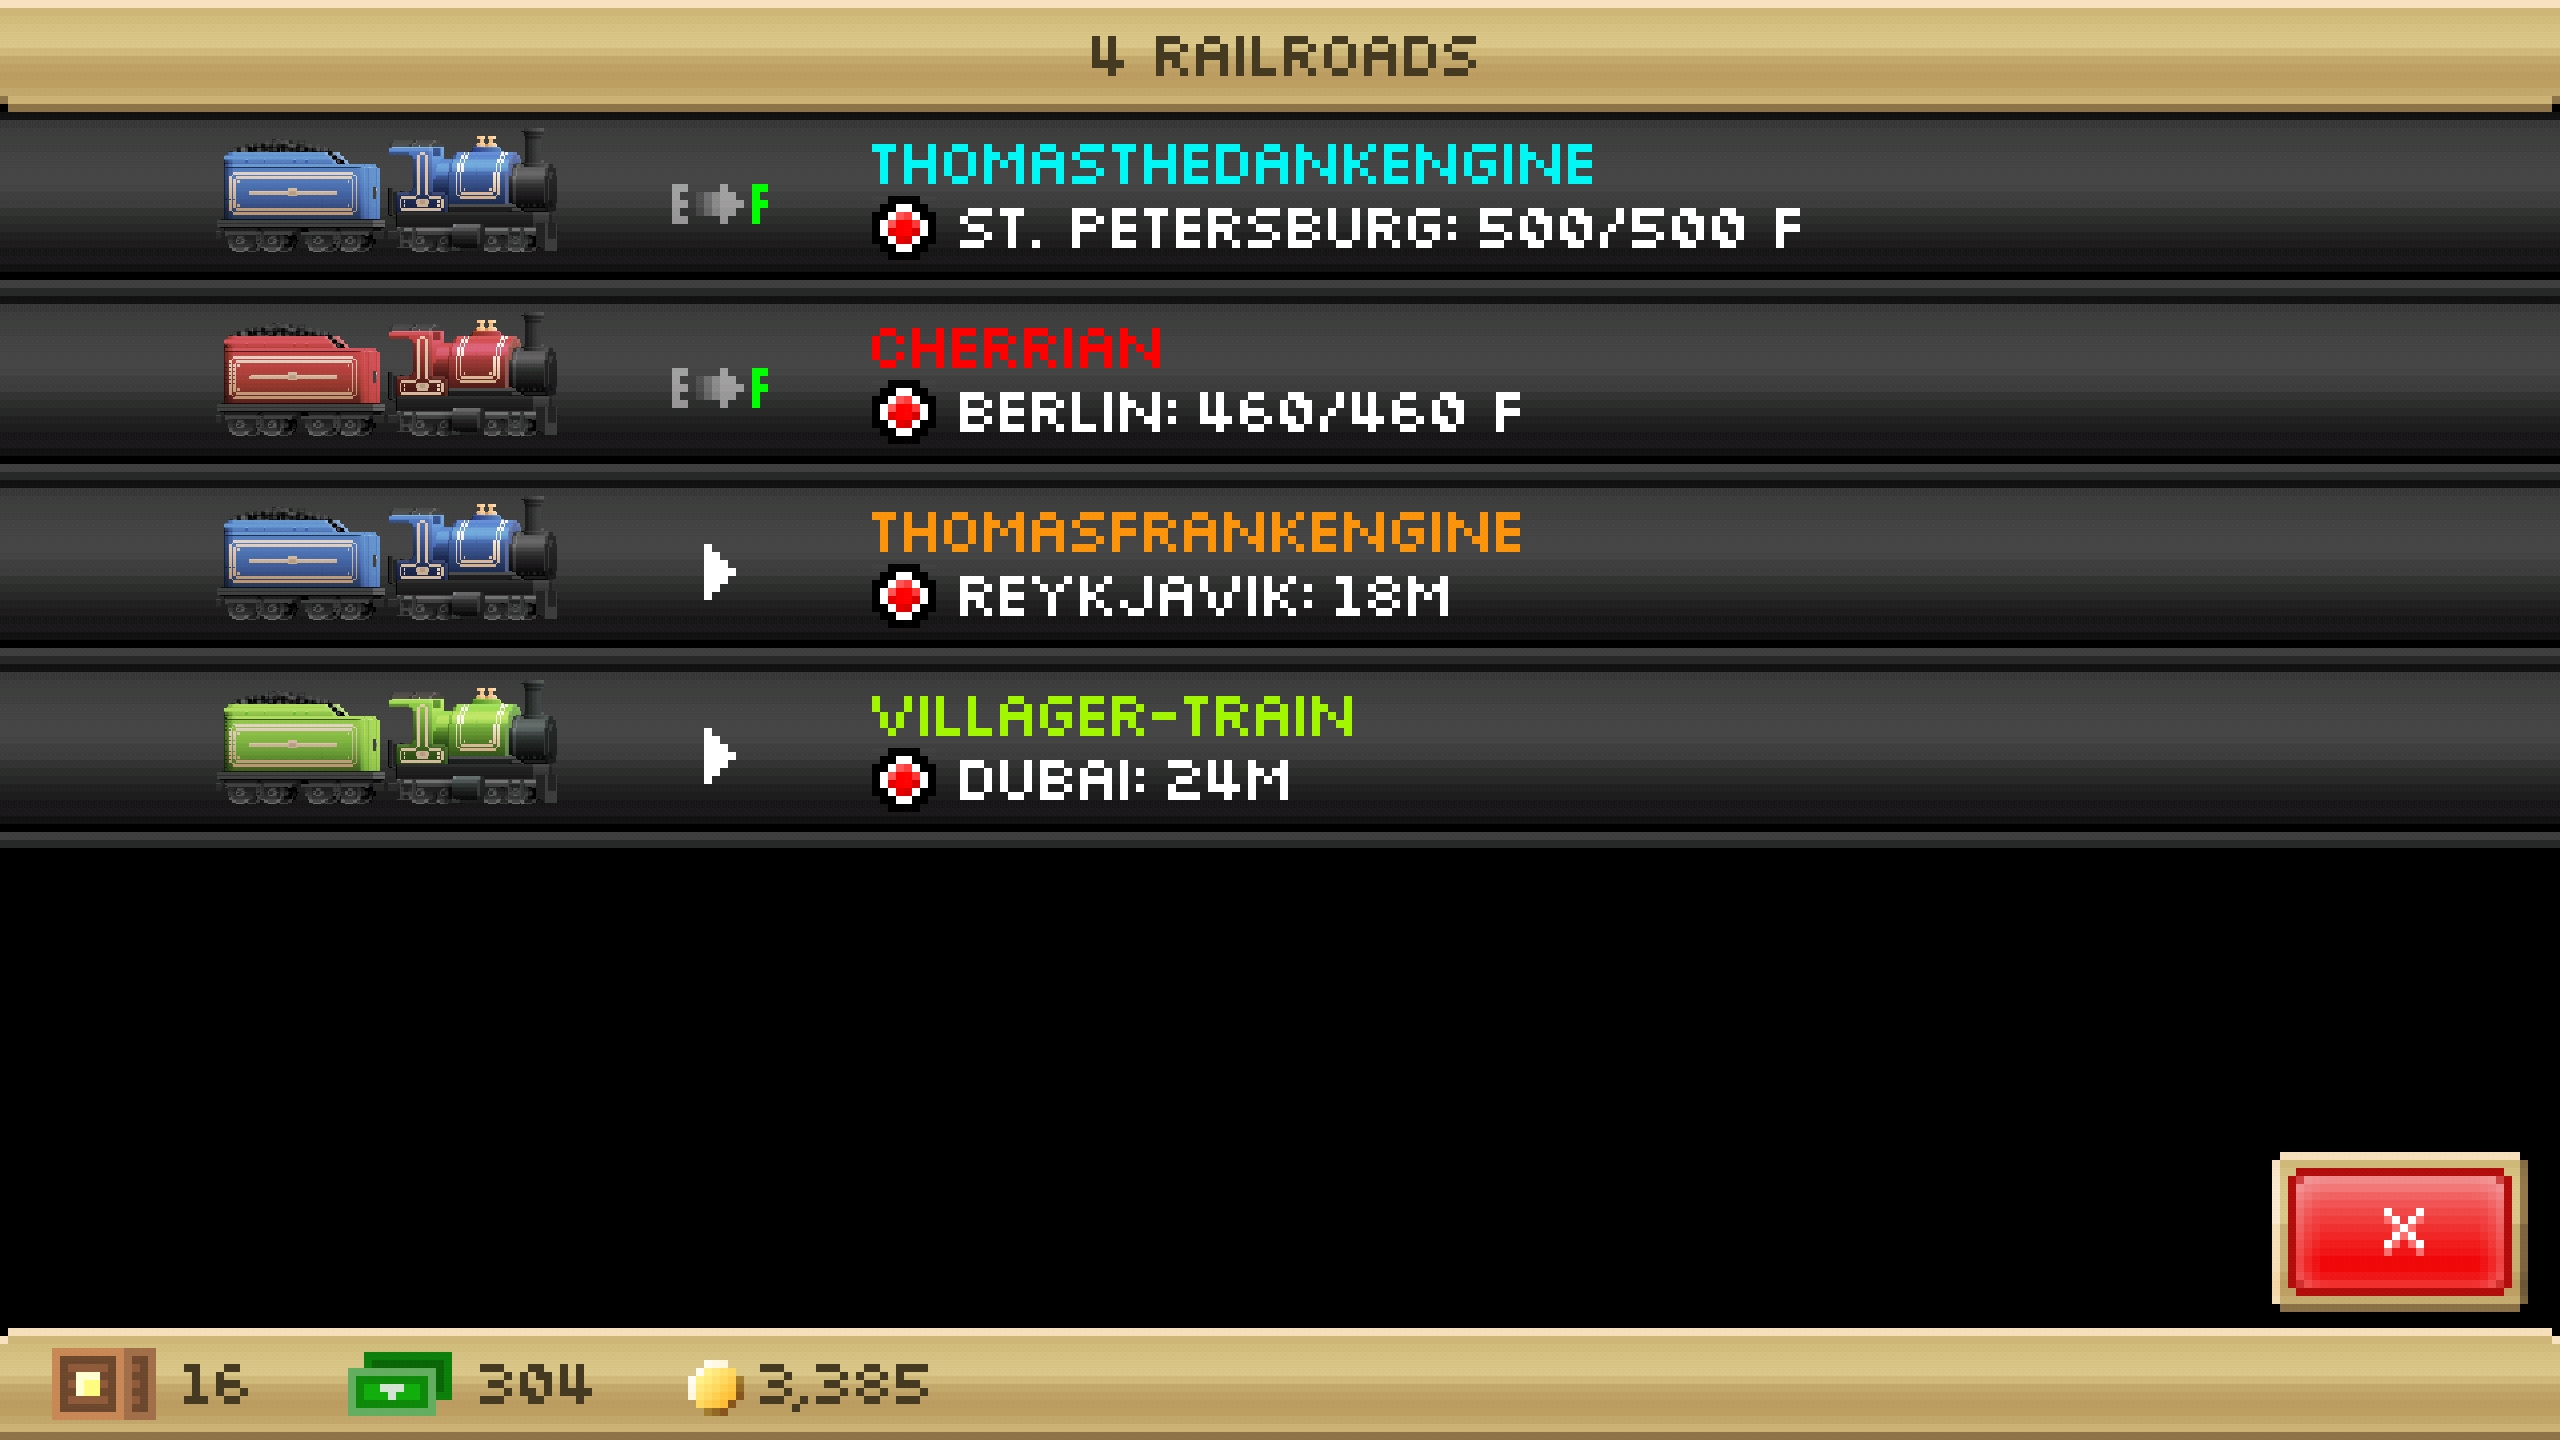 4 RAILROADS
THOMASTHEDANKENGINE
E F
ST. PETERSBURG: 500/500 F
CHERRIAN
E F
BERLIN: 460/460 F
THOMASFRANKENGINE
REYKJAVIK: 18M
VILLAGER-TRAIN
DUBAI: 24M
X
16 304 3,385